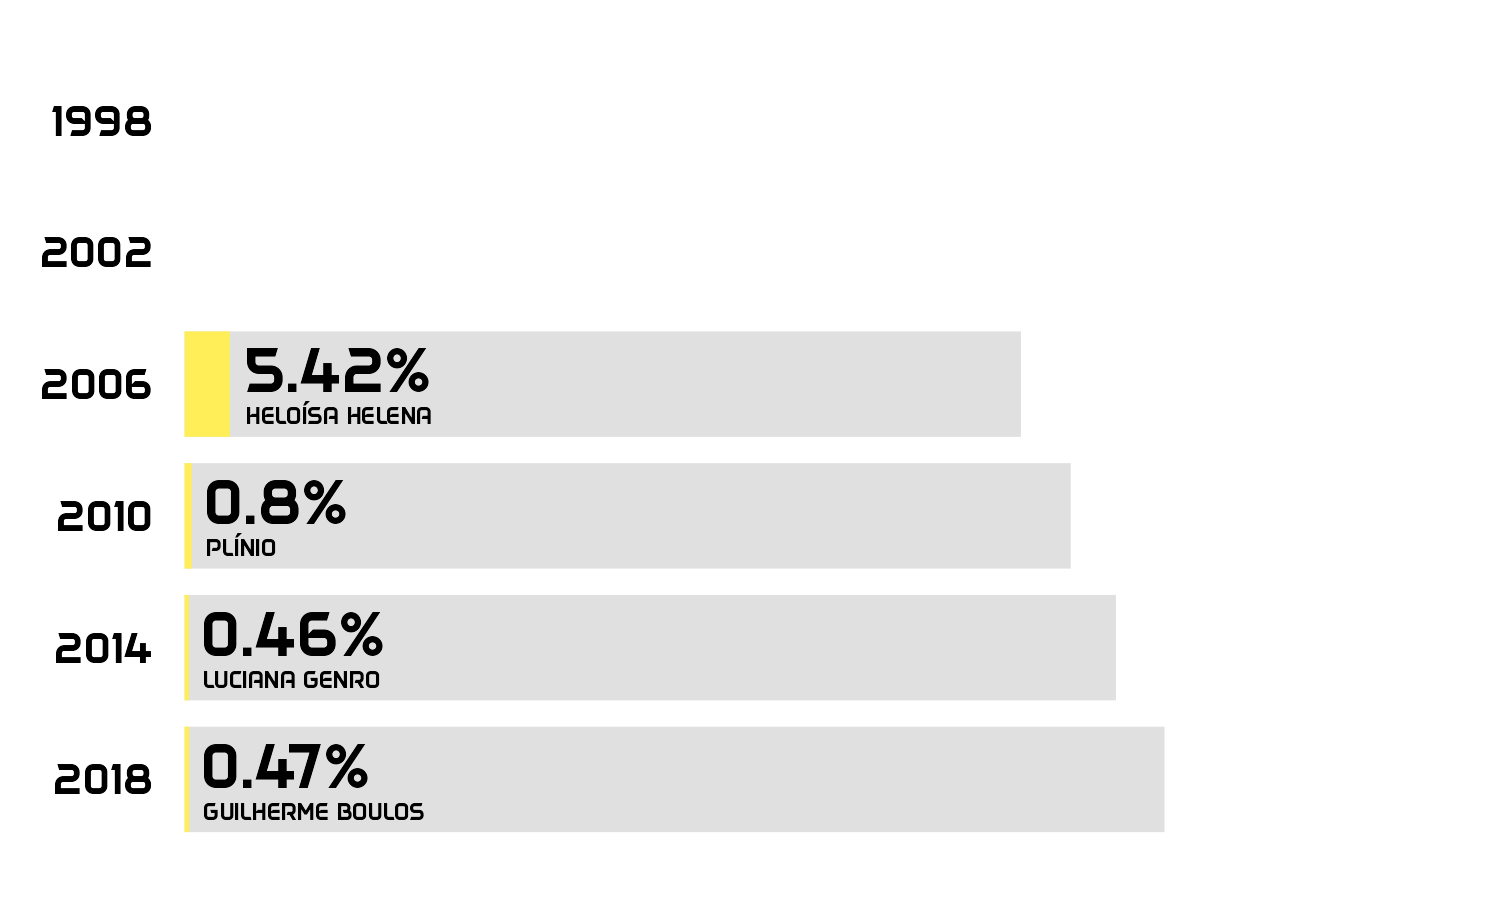 1998
2002
2006
5.42%
HELOÍSA HELENA
2010
0.8%
PLÍNIO
2014
0.46%
LUCIANA GENRO
2018
0.47%
GUILHERME BOULOS